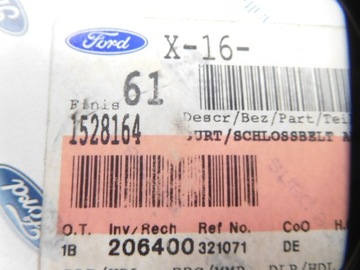 Ford
X-16-
Finis 61
1528164
Descr/Bez/Part/Teil
GURT/SCHLOSSBELT A
O.T. Inv/Rech Ref No. CoO
1B 206400 321071 DE
Ford